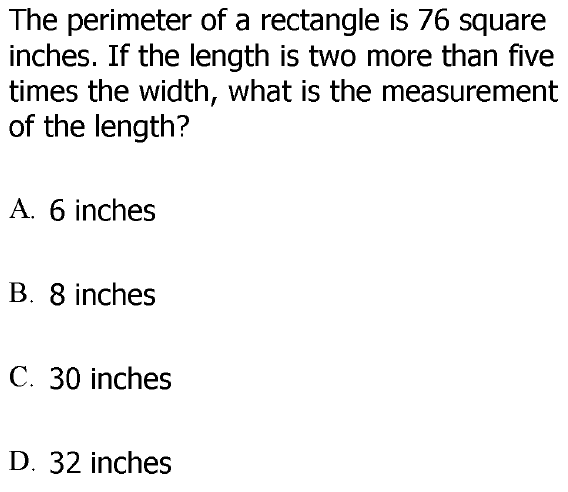 The perimeter of a rectangle is 76 square
inches. If the length is two more than five
times the width, what is the measurement
of the length?
A. 6 inches
B. 8 inches
C. 30 inches
D. 32 inches